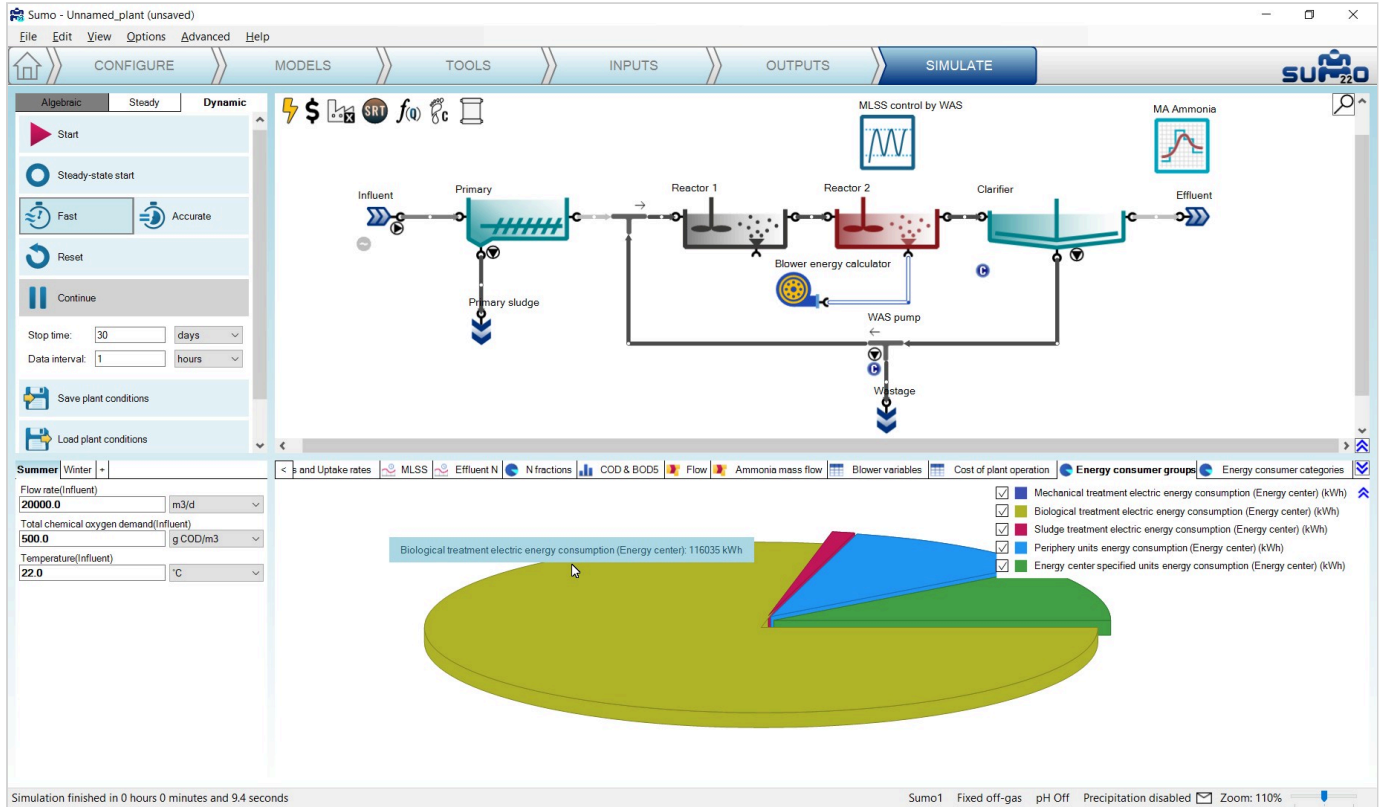 Sumo - Unnamed_plant (unsaved)
File Edit View Options Advanced Help
CONFIGURE MODELS TOOLS INPUTS OUTPUTS SIMULATE
SUMO 22
Algebraic Steady Dynamic
Start
Steady-state start
Fast Accurate
Reset
Continue
Stop time: 30 days
Data interval: 1 hours
Save plant conditions
Load plant conditions
$ SRT f(Q) C
MLSS control by WAS
MA Ammonia
Influent
Primary
Reactor 1
Reactor 2
Clarifier
Effluent
Blower energy calculator
C
Primary sludge
WAS pump
C
Wastage
Summer Winter +
Flow rate(Influent)
20000.0 m3/d
Total chemical oxygen demand(Influent)
500.0 g COD/m3
Temperature(Influent)
22.0 °C
< s and Uptake rates MLSS Effluent N N fractions COD & BOD5 Flow Ammonia mass flow Blower variables Cost of plant operation Energy consumer groups Energy consumer categories
Mechanical treatment electric energy consumption (Energy center) (kWh)
Biological treatment electric energy consumption (Energy center) (kWh)
Sludge treatment electric energy consumption (Energy center) (kWh)
Periphery units energy consumption (Energy center) (kWh)
Energy center specified units energy consumption (Energy center) (kWh)
Biological treatment electric energy consumption (Energy center): 116035 kWh
Simulation finished in 0 hours 0 minutes and 9.4 seconds
Sumo1 Fixed off-gas pH Off Precipitation disabled Zoom: 110%